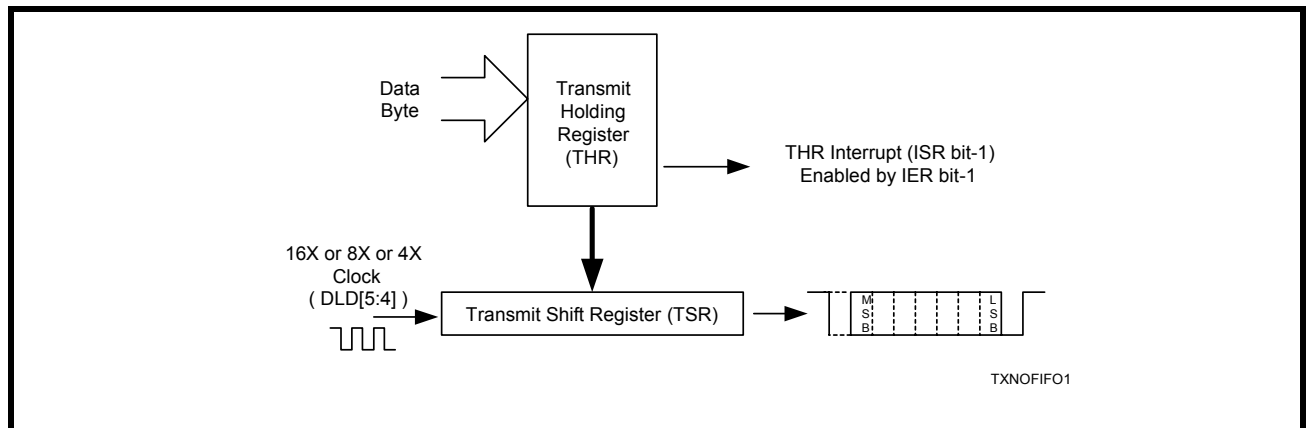 Data
Byte
Transmit
Holding
Register
(THR)
THR Interrupt (ISR bit-1)
Enabled by IER bit-1
16X or 8X or 4X
Clock
( DLD[5:4] )
Transmit Shift Register (TSR)
M
S
B
L
S
B
TXNOFIFO1